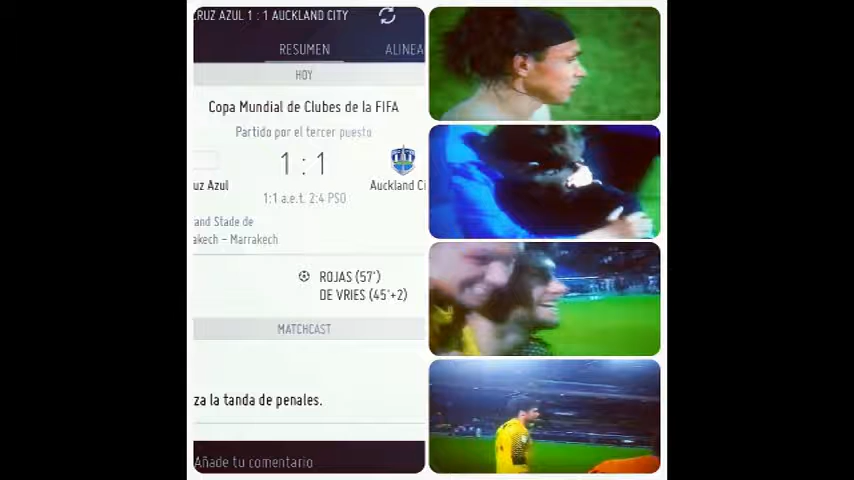 CRUZ AZUL 1 : 1 AUCKLAND CITY
RESUMEN ALINEA
HOY
Copa Mundial de Clubes de la FIFA
Partido por el tercer puesto
1 : 1
uz Azul Auckland Ci
1:1 a.e.t. 2:4 PSO
and Stade de
akech – Marrakech
ROJAS (57')
DE VRIES (45'+2)
MATCHCAST
za la tanda de penales.
Añade tu comentario